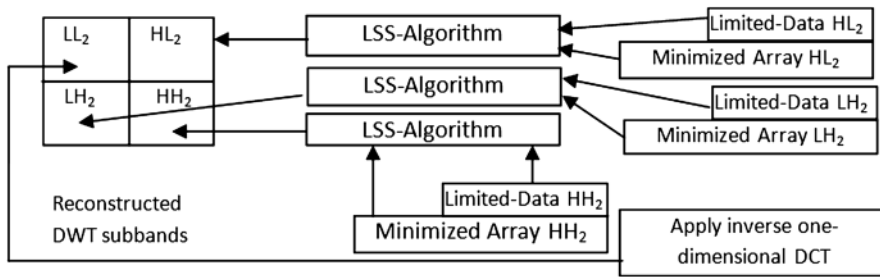 LL₂
HL₂
LSS-Algorithm
Limited-Data HL₂
Minimized Array HL₂
LH₂
HH₂
LSS-Algorithm
Limited-Data LH₂
LSS-Algorithm
Minimized Array LH₂
Reconstructed
DWT subbands
Limited-Data HH₂
Minimized Array HH₂
Apply inverse one-
dimensional DCT